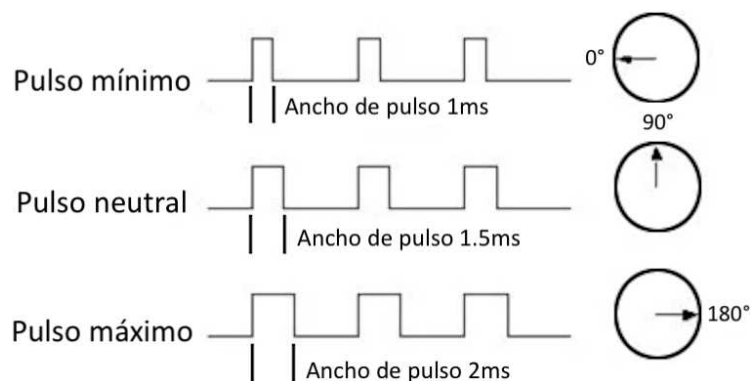 Pulso mínimo
Ancho de pulso 1ms
0°
90°
Pulso neutral
Ancho de pulso 1.5ms
Pulso máximo
Ancho de pulso 2ms
180°